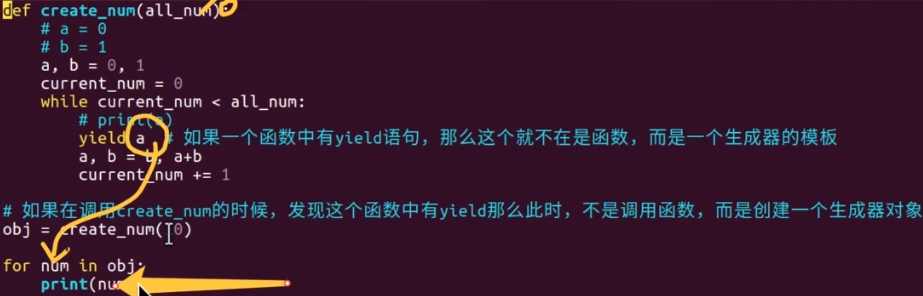 def create_num(all_num):
# a = 0
# b = 1
a, b = 0, 1
current_num = 0
while current_num < all_num:
# print(a)
yield a # 如果一个函数中有yield语句，那么这个就不在是函数，而是一个生成器的模板
a, b = b, a+b
current_num += 1
# 如果在调用create_num的时候，发现这个函数中有yield那么此时，不是调用函数，而是创建一个生成器对象
obj = create_num( 0)
for num in obj:
print(num